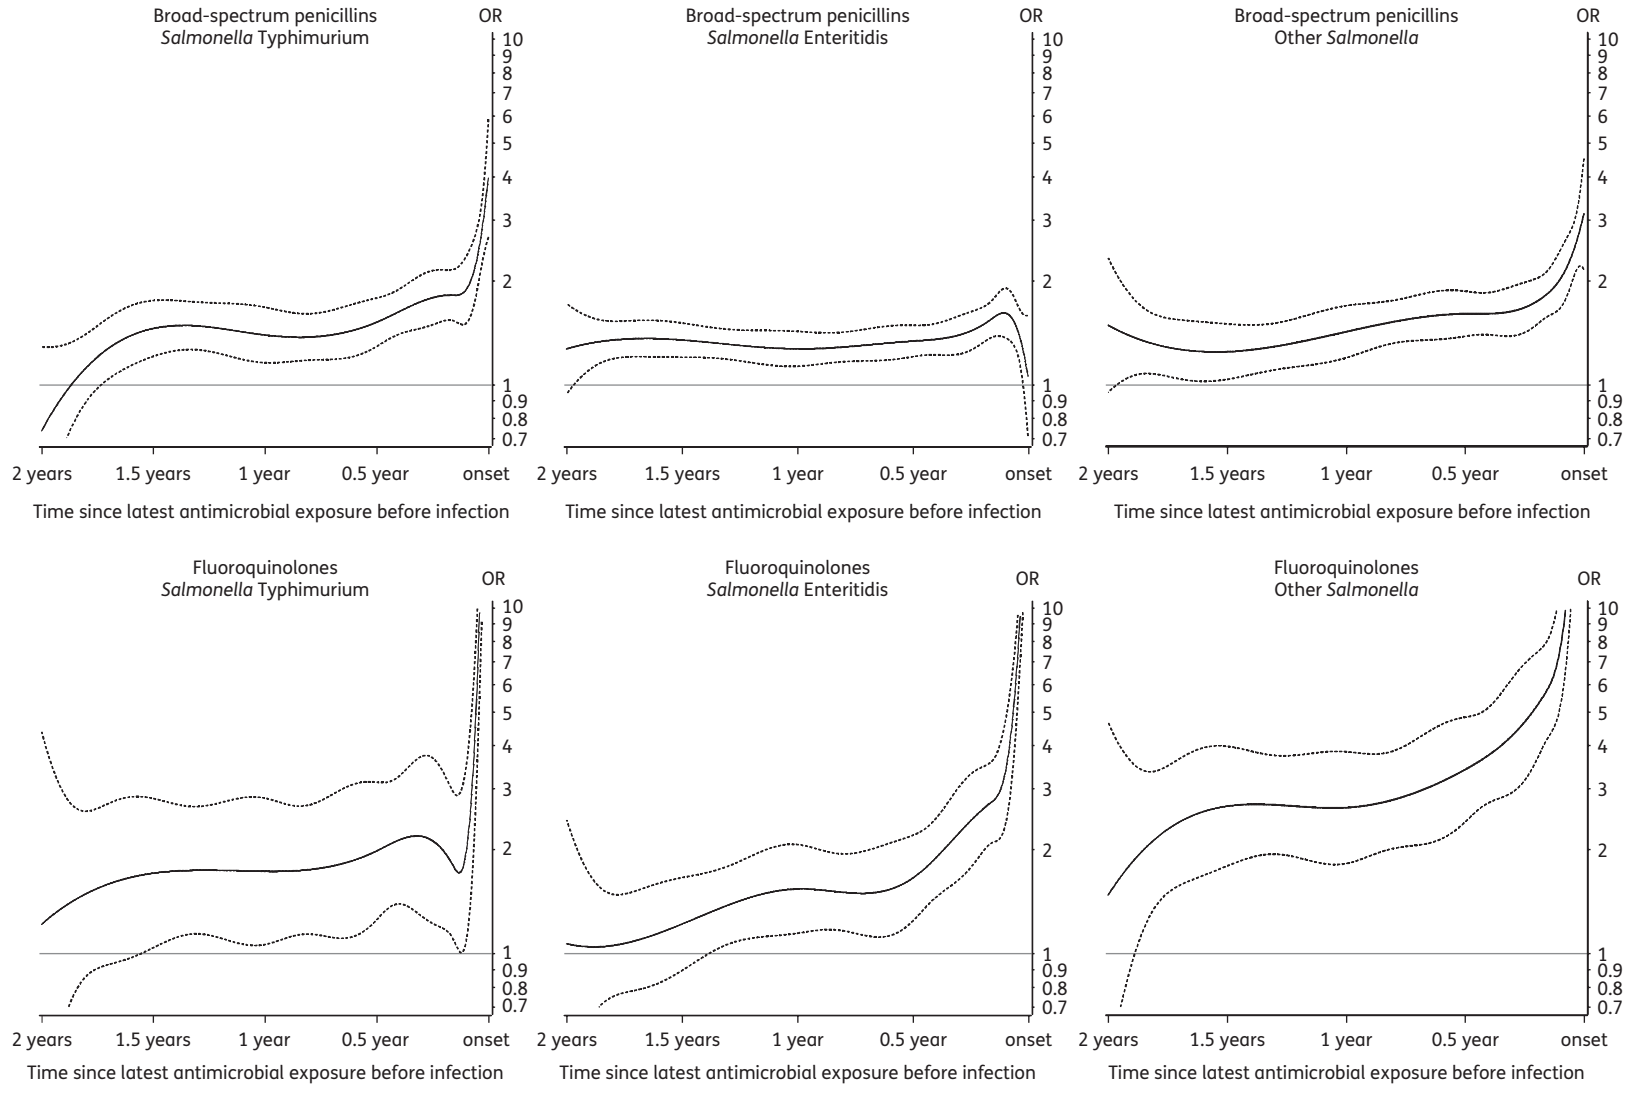 Broad-spectrum penicillins OR
Salmonella Typhimurium
10
9
8
7
6
5
4
3
2
1
0.9
0.8
0.7
2 years 1.5 years 1 year 0.5 year onset
Time since latest antimicrobial exposure before infection
Broad-spectrum penicillins OR
Salmonella Enteritidis
10
9
8
7
6
5
4
3
2
1
0.9
0.8
0.7
2 years 1.5 years 1 year 0.5 year onset
Time since latest antimicrobial exposure before infection
Broad-spectrum penicillins OR
Other Salmonella
10
9
8
7
6
5
4
3
2
1
0.9
0.8
0.7
2 years 1.5 years 1 year 0.5 year onset
Time since latest antimicrobial exposure before infection
Fluoroquinolones
OR
Salmonella Typhimurium
10
9
8
7
6
5
4
3
2
1
0.9
0.8
0.7
2 years 1.5 years 1 year 0.5 year onset
Time since latest antimicrobial exposure before infection
Fluoroquinolones
OR
Salmonella Enteritidis
10
9
8
7
6
5
4
3
2
1
0.9
0.8
0.7
2 years 1.5 years 1 year 0.5 year onset
Time since latest antimicrobial exposure before infection
Fluoroquinolones
OR
Other Salmonella
10
9
8
7
6
5
4
3
2
1
0.9
0.8
0.7
2 years 1.5 years 1 year 0.5 year onset
Time since latest antimicrobial exposure before infection